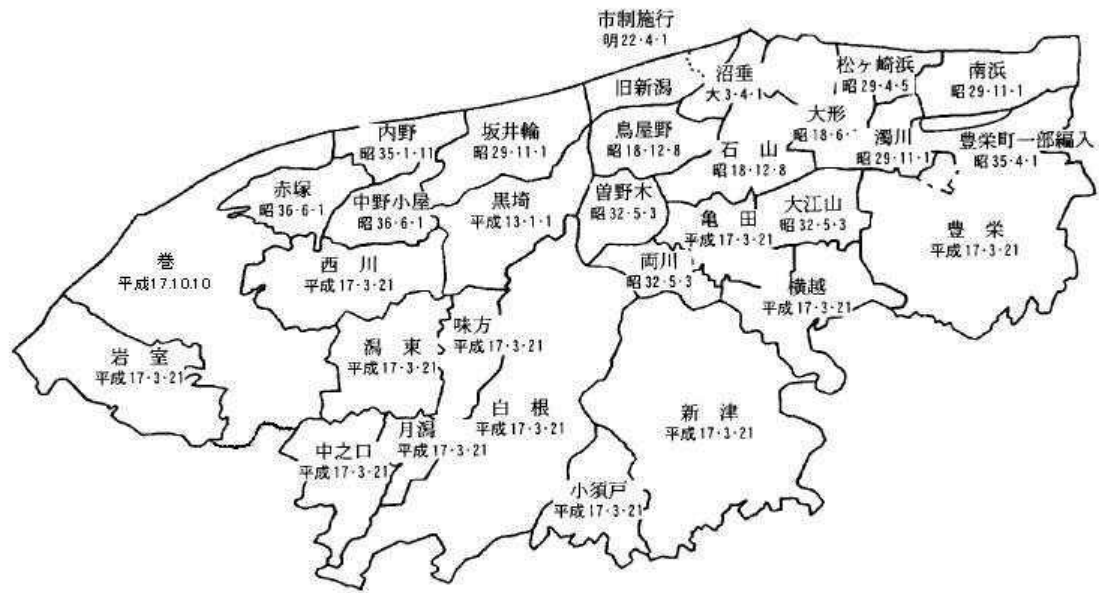 市制施行
明22·4·1
旧新潟
沼垂
大3·4·1
松ヶ崎浜
昭29·4·5
南浜
昭29·11·1
内野
昭35·1·11
坂井輪
昭29·11·1
鳥屋野
昭18·12·8
石山
昭18·12·8
大形
昭18·6·1
濁川
昭29·11·1
豊栄町一部編入
昭35·4·1
赤塚
昭36·6·1
中野小屋
昭36·6·1
黒埼
平成13·1·1
曽野木
昭32·5·3
亀田
平成17·3·21
大江山
昭32·5·3
豊栄
平成17·3·21
巻
平成17.10.10
西川
平成17·3·21
両川
昭32·5·3
横越
平成17·3·21
岩室
平成17·3·21
潟東
平成17·3·21
味方
平成17·3·21
白根
平成17·3·21
新津
平成17·3·21
中之口
平成17·3·21
月潟
平成17·3·21
小須戸
平成17·3·21